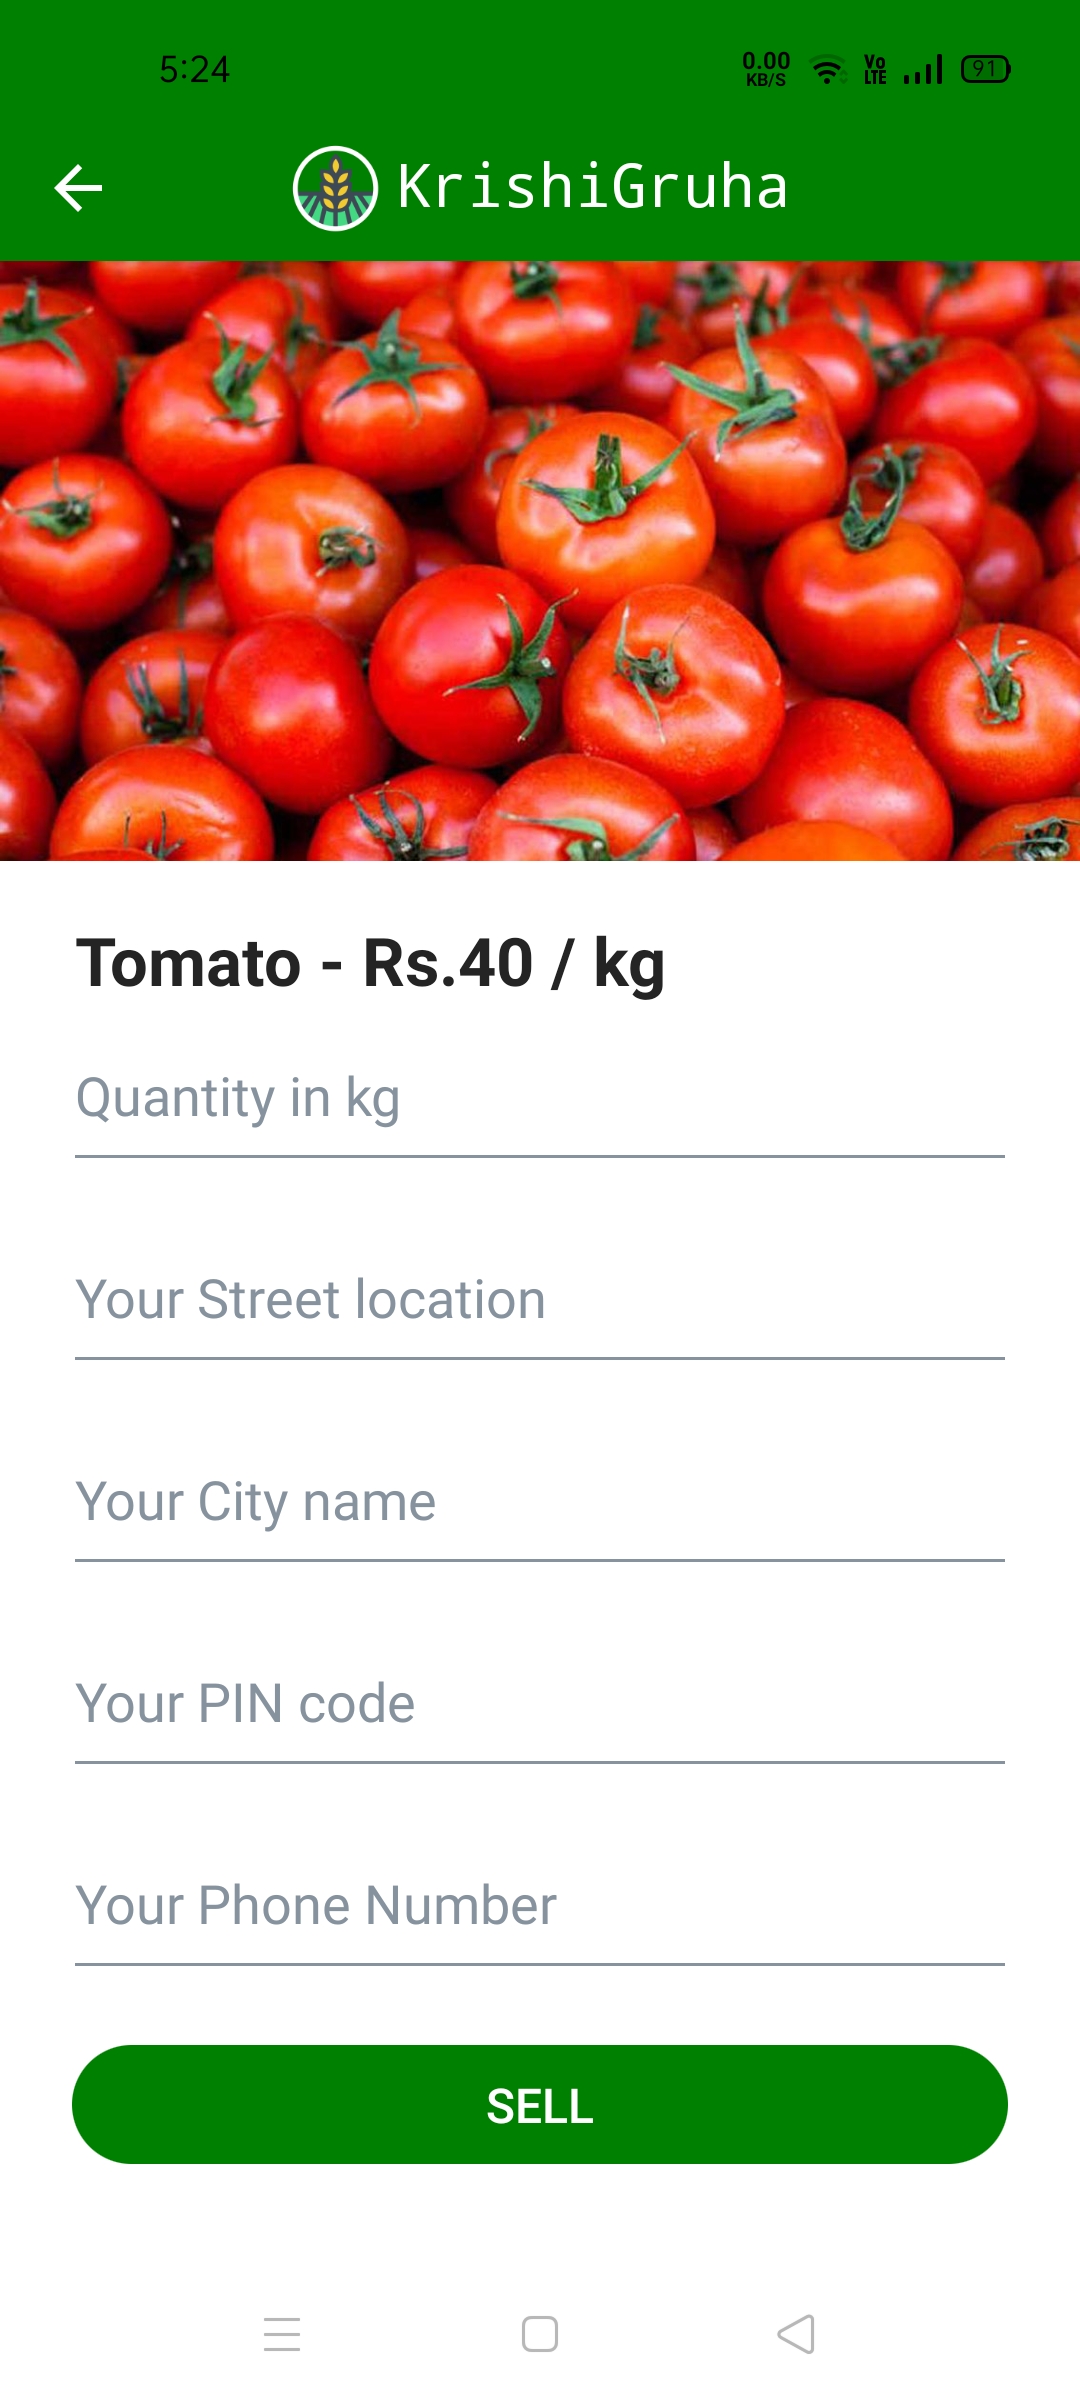 5:24
0.00
KB/S
Vo
LTE
91
KrishiGruha
Tomato - Rs.40 / kg
Quantity in kg
Your Street location
Your City name
Your PIN code
Your Phone Number
SELL